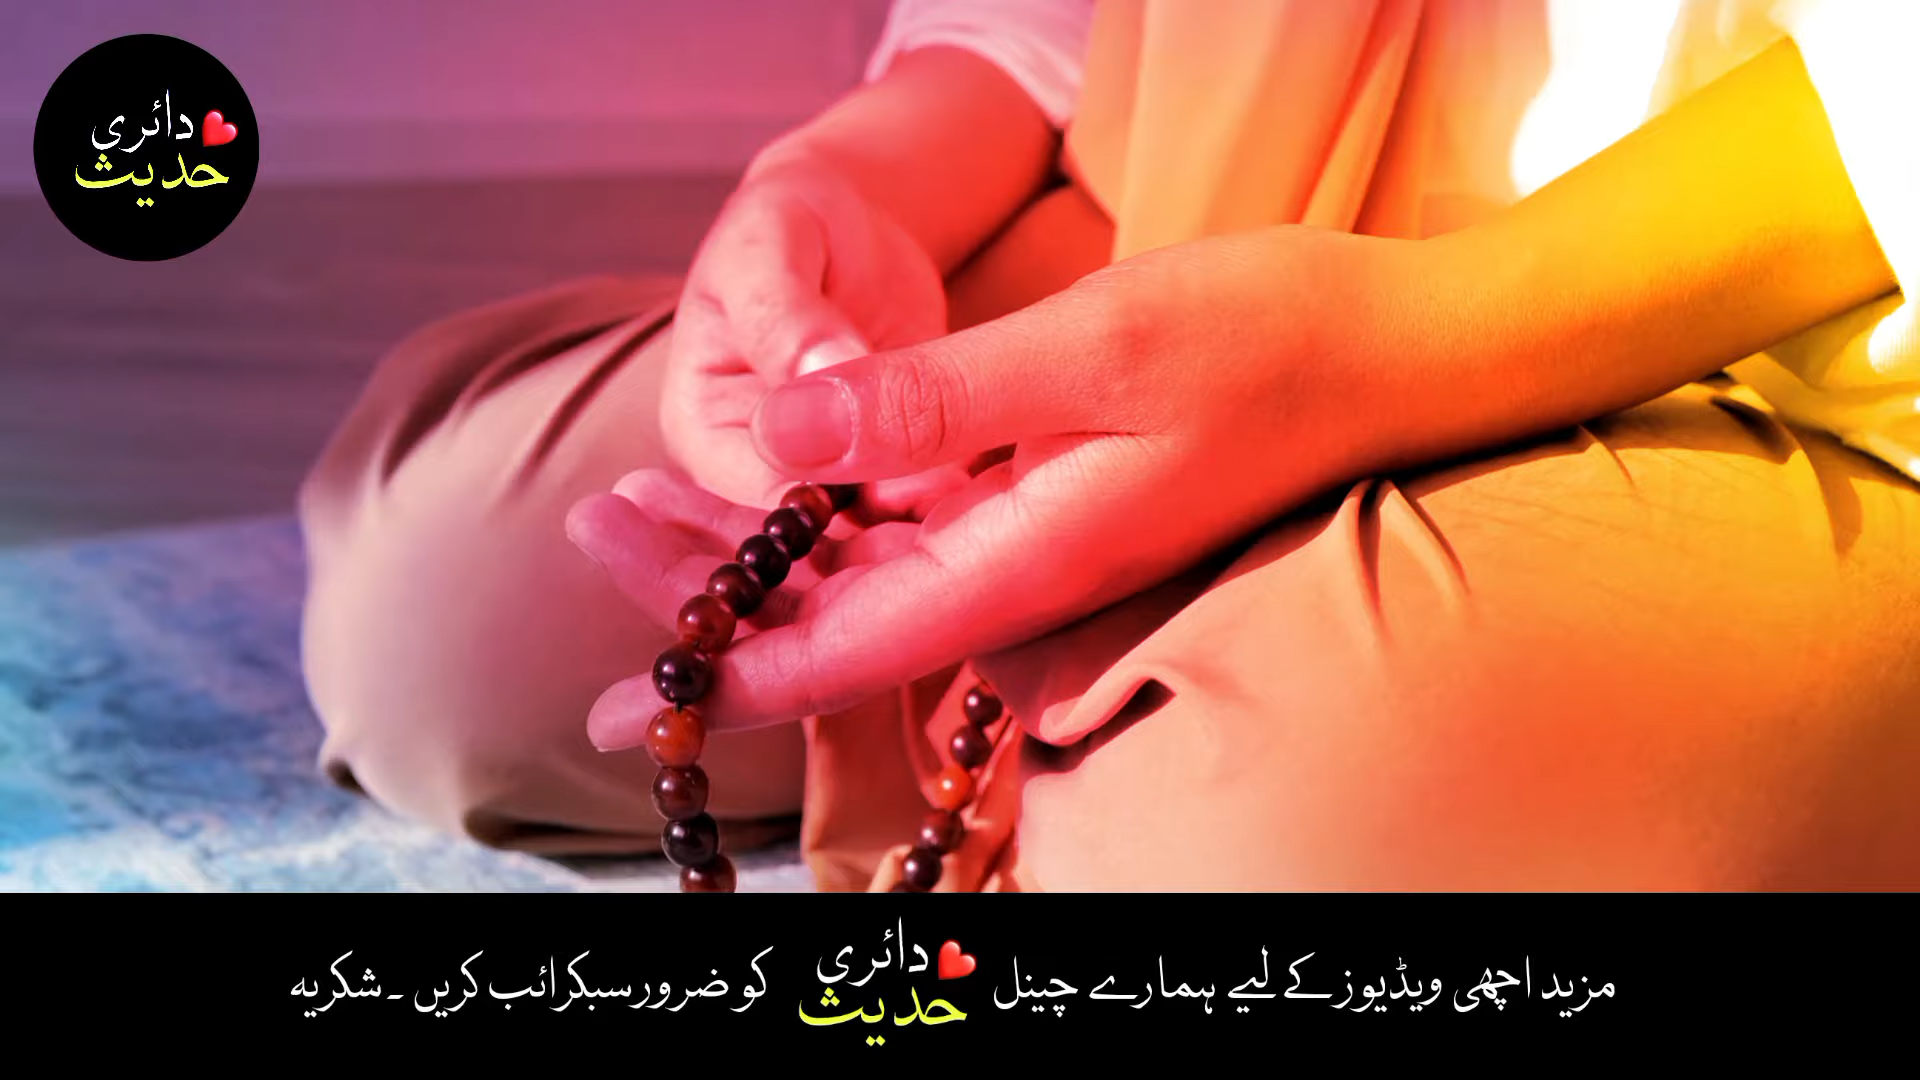 دائری
حدیث
مزید اچھی ویڈیوز کے لیے ہمارے چینل دائری حدیث کو ضرور سبکرائب کریں ۔ شکریہ